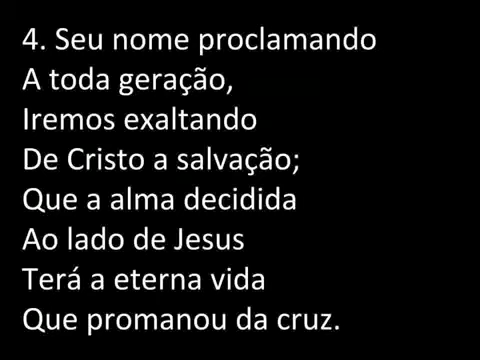 4. Seu nome proclamando
A toda geração,
Iremos exaltando
De Cristo a salvação;
Que a alma decidida
Ao lado de Jesus
Terá a eterna vida
Que promanou da cruz.